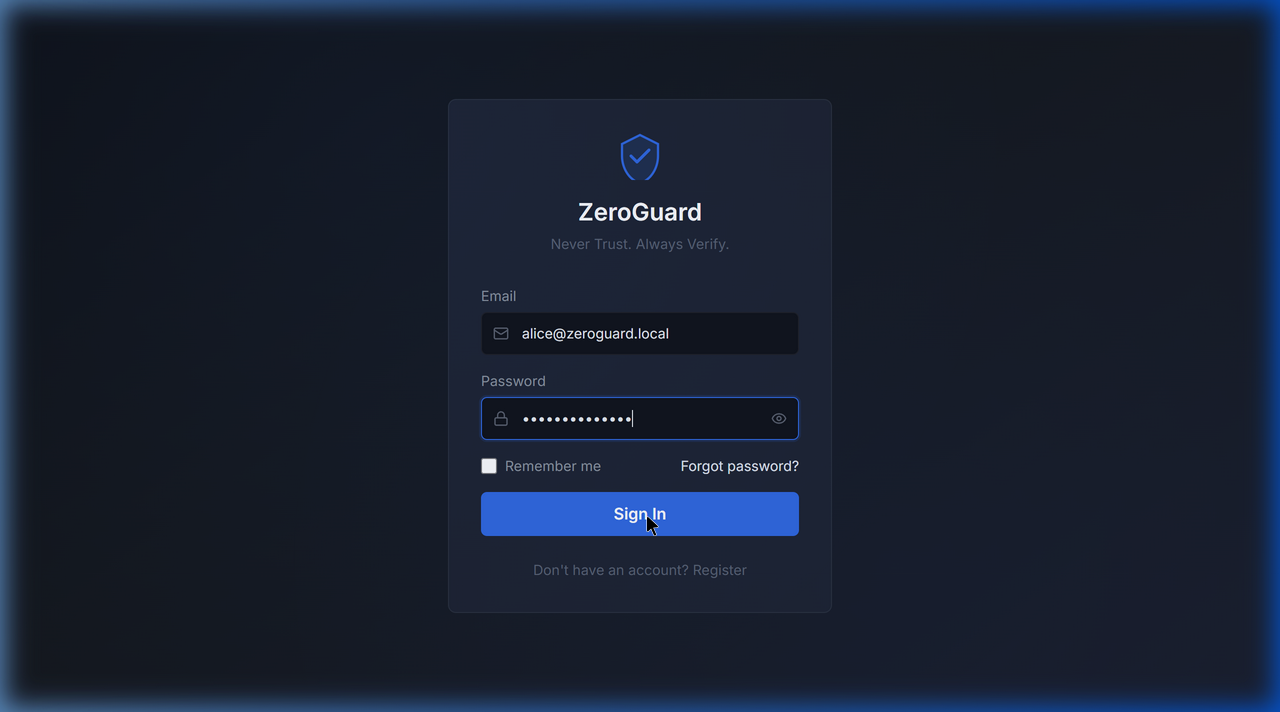 ZeroGuard
Never Trust. Always Verify.
Email
alice@zeroguard.local
Password
••••••••••••••
Remember me Forgot password?
Sign In
Don't have an account? Register